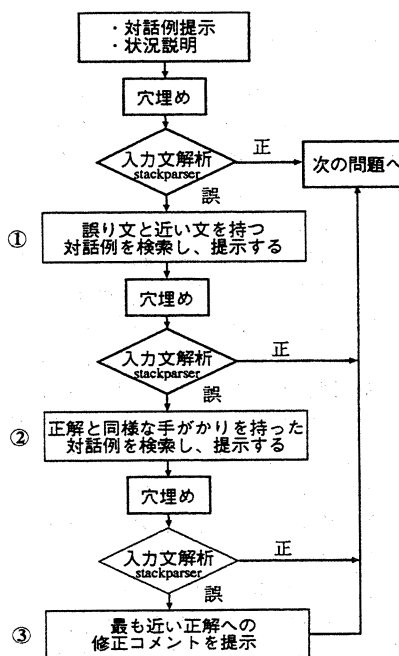 ・対話例提示
・状況説明
穴埋め
入力文解析
stackparser
正
次の問題へ
誤
①
誤り文と近い文を持つ
対話例を検索し、提示する
穴埋め
入力文解析
stackparser
正
誤
②
正解と同様な手がかりを持った
対話例を検索し、提示する
穴埋め
入力文解析
stackparser
正
誤
③
最も近い正解への
修正コメントを提示